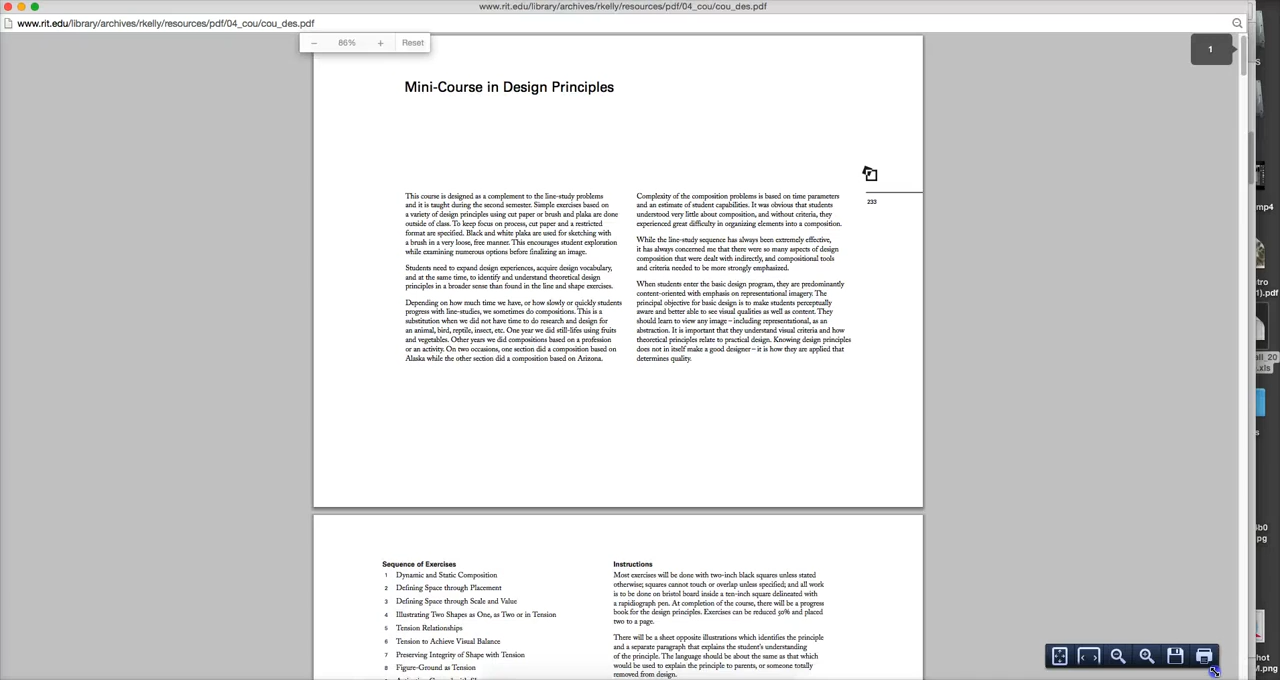 www.rit.edu/library/archives/rkelly/resources/pdf/04_cou/cou_des.pdf
www.rit.edu/library/archives/rkelly/resources/pdf/04_cou/cou_des.pdf
− 86% + Reset
1
Mini-Course in Design Principles
This course is designed as a complement to the line-study problems
and it is taught during the second semester. Simple exercises based on
a variety of design principles using cut paper or brush and plaka are done
outside of class. To keep focus on process, cut paper and a restricted
format are specified. Black and white plaka are used for sketching with
a brush in a very loose, free manner. This encourages student exploration
while examining numerous options before finalizing an image.
Students need to expand design experiences, acquire design vocabulary,
and at the same time, to identify and understand theoretical design
principles in a broader sense than found in the line and shape exercises.
Depending on how much time we have, or how slowly or quickly students
progress with line-studies, we sometimes do compositions. This is a
substitution when we did not have time to do research and design for
an animal, bird, reptile, insect, etc. One year we did still-lifes using fruits
and vegetables. Other years we did compositions based on a profession
or an activity. On two occasions, one section did a composition based on
Alaska while the other section did a composition based on Arizona.
Complexity of the composition problems is based on time parameters
and an estimate of student capabilities. It was obvious that students
understood very little about composition, and without criteria, they
experienced great difficulty in organizing elements into a composition.
While the line-study sequence has always been extremely effective,
it has always concerned me that there were so many aspects of design
composition that were dealt with indirectly, and compositional tools
and criteria needed to be more strongly emphasized.
When students enter the basic design program, they are predominantly
content-oriented with emphasis on representational imagery. The
principal objective for basic design is to make students perceptually
aware and better able to see visual qualities as well as content. They
should learn to view any image – including representational, as an
abstraction. It is important that they understand visual criteria and how
theoretical principles relate to practical design. Knowing design principles
does not in itself make a good designer – it is how they are applied that
determines quality.
233
Sequence of Exercises
1 Dynamic and Static Composition
2 Defining Space through Placement
3 Defining Space through Scale and Value
4 Illustrating Two Shapes as One, as Two or in Tension
5 Tension Relationships
6 Tension to Achieve Visual Balance
7 Preserving Integrity of Shape with Tension
8 Figure-Ground as Tension
Instructions
Most exercises will be done with two-inch black squares unless stated
otherwise; squares cannot touch or overlap unless specified; and all work
is to be done on bristol board inside a ten-inch square delineated with
a rapidiograph pen. At completion of the course, there will be a progress
book for the design principles. Exercises can be reduced 50% and placed
two to a page.
There will be a sheet opposite illustrations which identifies the principle
and a separate paragraph that explains the student's understanding
of the principle. The language should be about the same as that which
would be used to explain the principle to parents, or someone totally
removed from design.
mp4
.xls